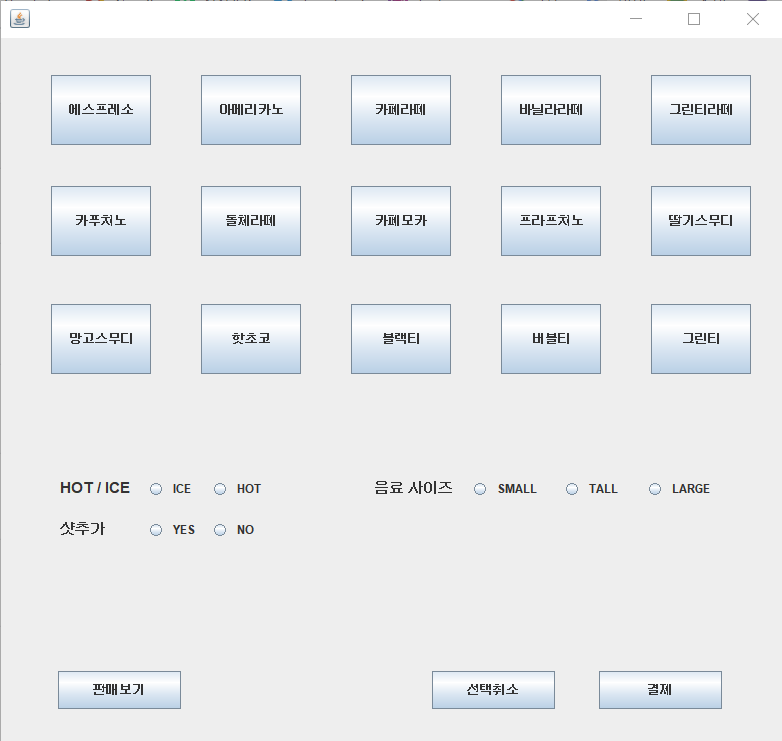 에스프레소 아메리카노 카페라떼 바닐라라떼 그린티라떼
카푸처노 돌체라떼 카페모카 프라프처노 딸기스무디
망고스무디 핫초코 블랙티 버블티 그린티
HOT / ICE ICE HOT 음료 사이즈 SMALL TALL LARGE
샷추가 YES NO
판매보기 선택취소 결제